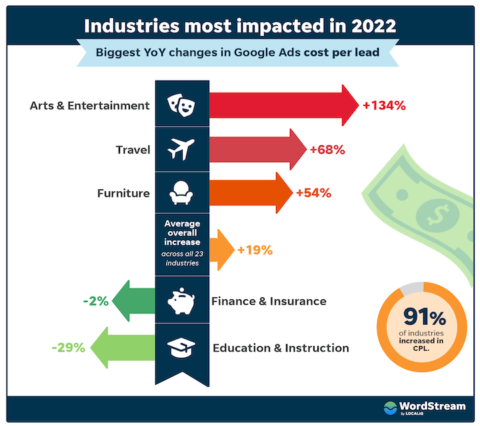 Industries most impacted in 2022
Biggest YoY changes in Google Ads cost per lead
Arts & Entertainment
+134%
Travel
+68%
Furniture
+54%
Average
overall
increase
across all 23
industries
+19%
-2%
Finance & Insurance
-29%
Education & Instruction
$
91%
of industries
increased in
CPL.
WordStream
by LOCALiQ